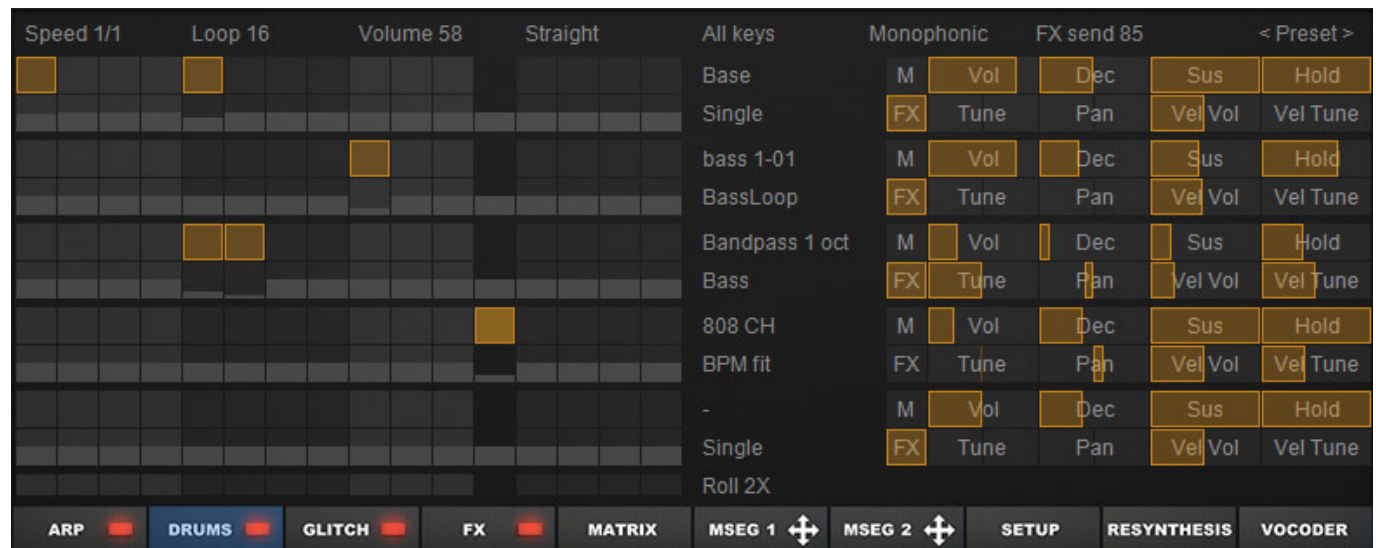 Speed 1/1 Loop 16 Volume 58 Straight All keys Monophonic FX send 85 < Preset >
Base M Vol Dec Sus Hold
Single FX Tune Pan Vel Vol Vel Tune
bass 1-01 M Vol Dec Sus Hold
BassLoop FX Tune Pan Vel Vol Vel Tune
Bandpass 1 oct M Vol Dec Sus Hold
Bass FX Tune Pan Vel Vol Vel Tune
808 CH M Vol Dec Sus Hold
BPM fit FX Tune Pan Vel Vol Vel Tune
- M Vol Dec Sus Hold
Single FX Tune Pan Vel Vol Vel Tune
Roll 2X
ARP DRUMS GLITCH FX MATRIX MSEG 1 MSEG 2 SETUP RESYNTHESIS VOCODER